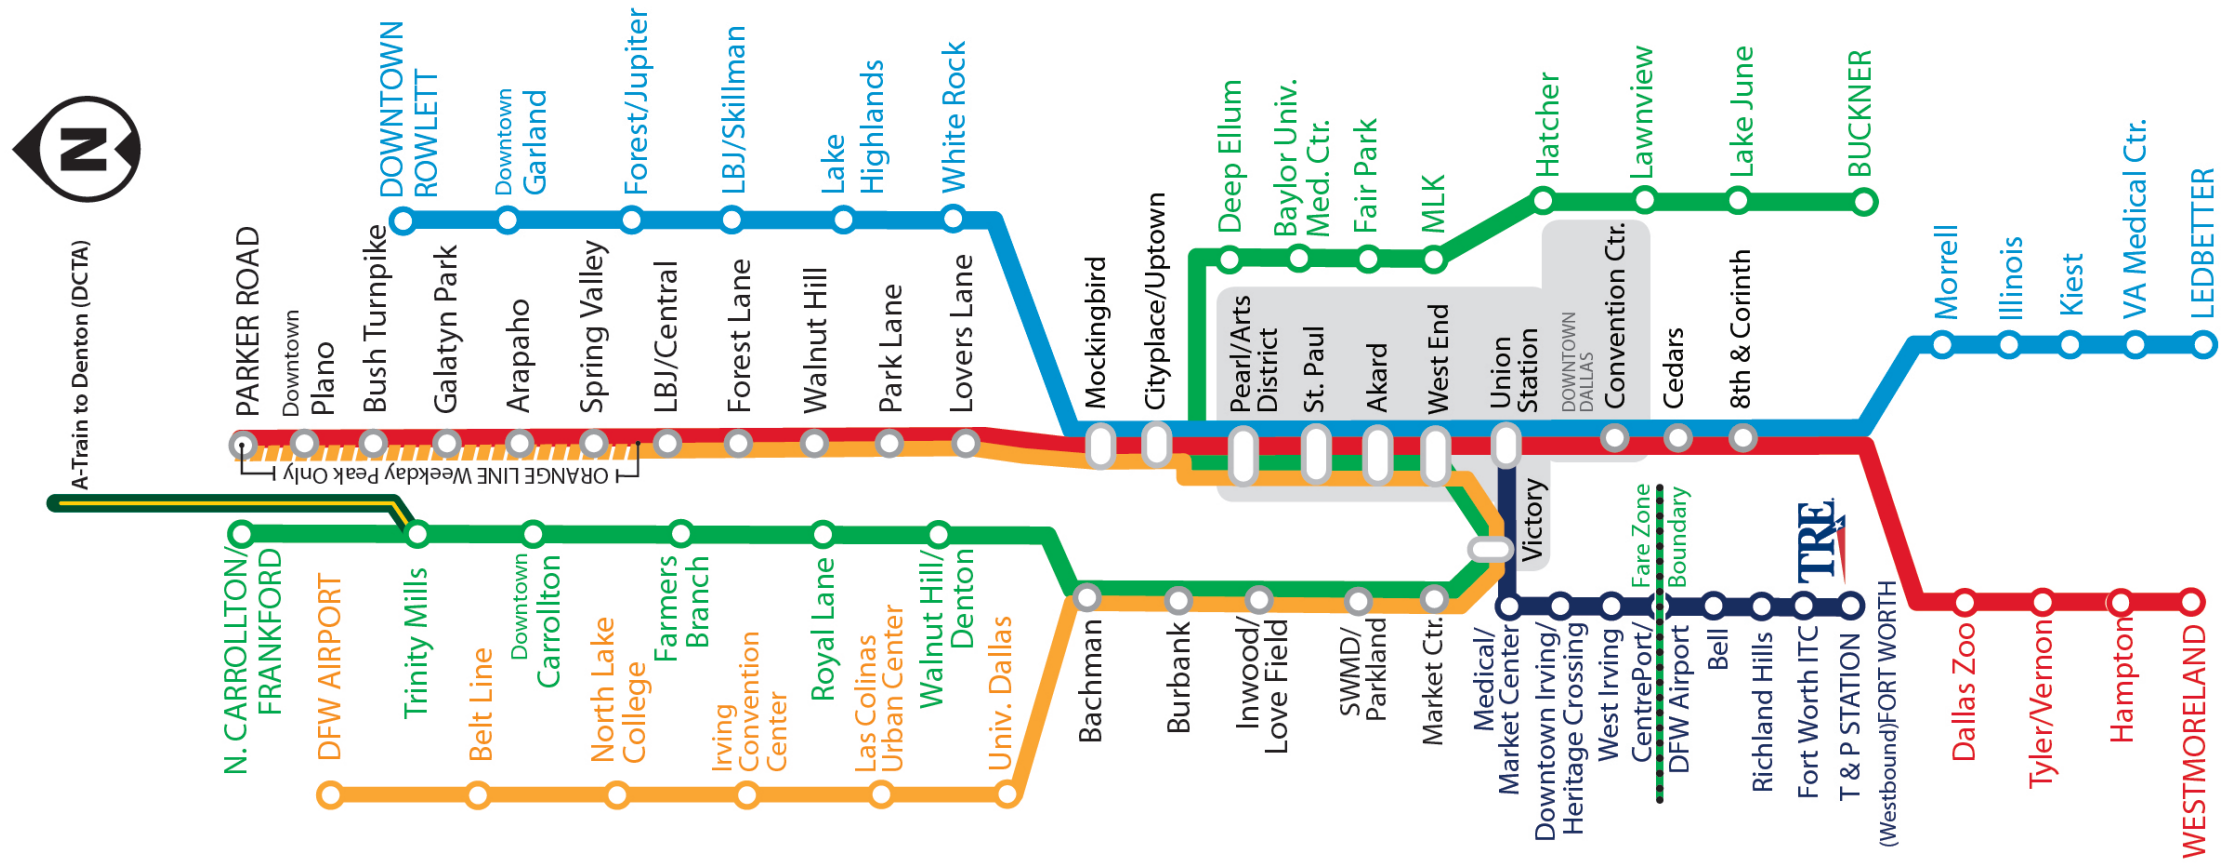 N
A-Train to Denton (DCTA)
DOWNTOWN
ROWLETT
Downtown
Garland
Forest/Jupiter
LBJ/Skillman
Lake
Highlands
White Rock
PARKER ROAD
Downtown
Plano
Bush Turnpike
Galatyn Park
Arapaho
Spring Valley
LBJ/Central
Forest Lane
Walnut Hill
Park Lane
Lovers Lane
Mockingbird
Cityplace/Uptown
ORANGE LINE Weekday Peak Only
Deep Ellum
Baylor Univ.
Med. Ctr.
Fair Park
MLK
Hatcher
Lawnview
Lake June
BUCKNER
Pearl/Arts
District
St. Paul
Akard
West End
Union
Station
DOWNTOWN
DALLAS
Convention Ctr.
Cedars
8th & Corinth
Morrell
Illinois
Kiest
VA Medical Ctr.
LEDBETTER
N. CARROLLTON/
FRANKFORD
Trinity Mills
Downtown
Carrollton
Farmers
Branch
Royal Lane
Walnut Hill/
Denton
DFW AIRPORT
Belt Line
North Lake
College
Irving
Convention
Center
Las Colinas
Urban Center
Univ. Dallas
Bachman
Burbank
Inwood/
Love Field
SWMD/
Parkland
Market Ctr.
Victory
Medical/
Market Center
Downtown Irving/
Heritage Crossing
West Irving
CentrePort/
DFW Airport
Fare Zone
Boundary
Bell
Richland Hills
Fort Worth ITC
T & P STATION
(Westbound)FORT WORTH
TRE
Dallas Zoo
Tyler/Vernon
Hampton
WESTMORELAND